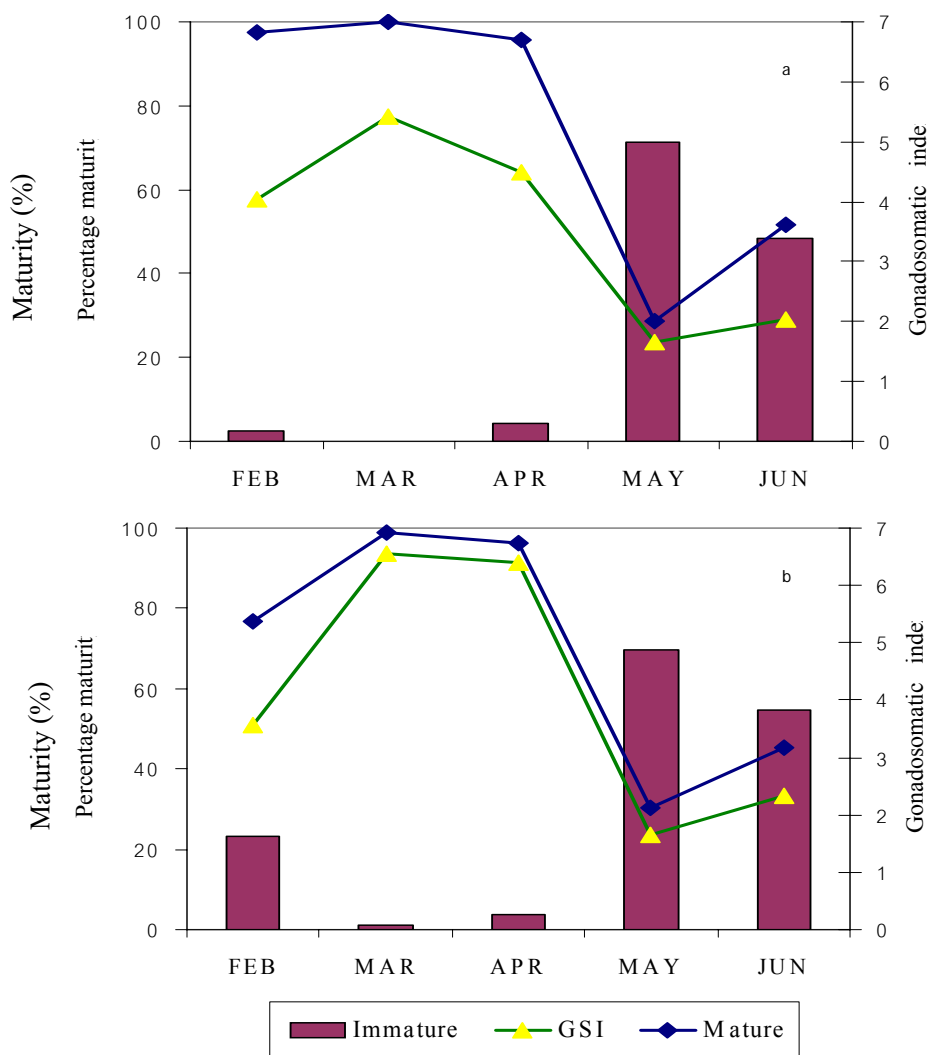 100
80
60
40
20
0
Maturity (%)
Percentage maturit
7
6
5
4
3
2
1
0
Gonadosomatic inde
a
FEB MAR APR MAY JUN
100
80
60
40
20
0
Maturity (%)
Percentage maturit
7
6
5
4
3
2
1
0
Gonadosomatic inde
b
FEB MAR APR MAY JUN
Immature GSI Mature